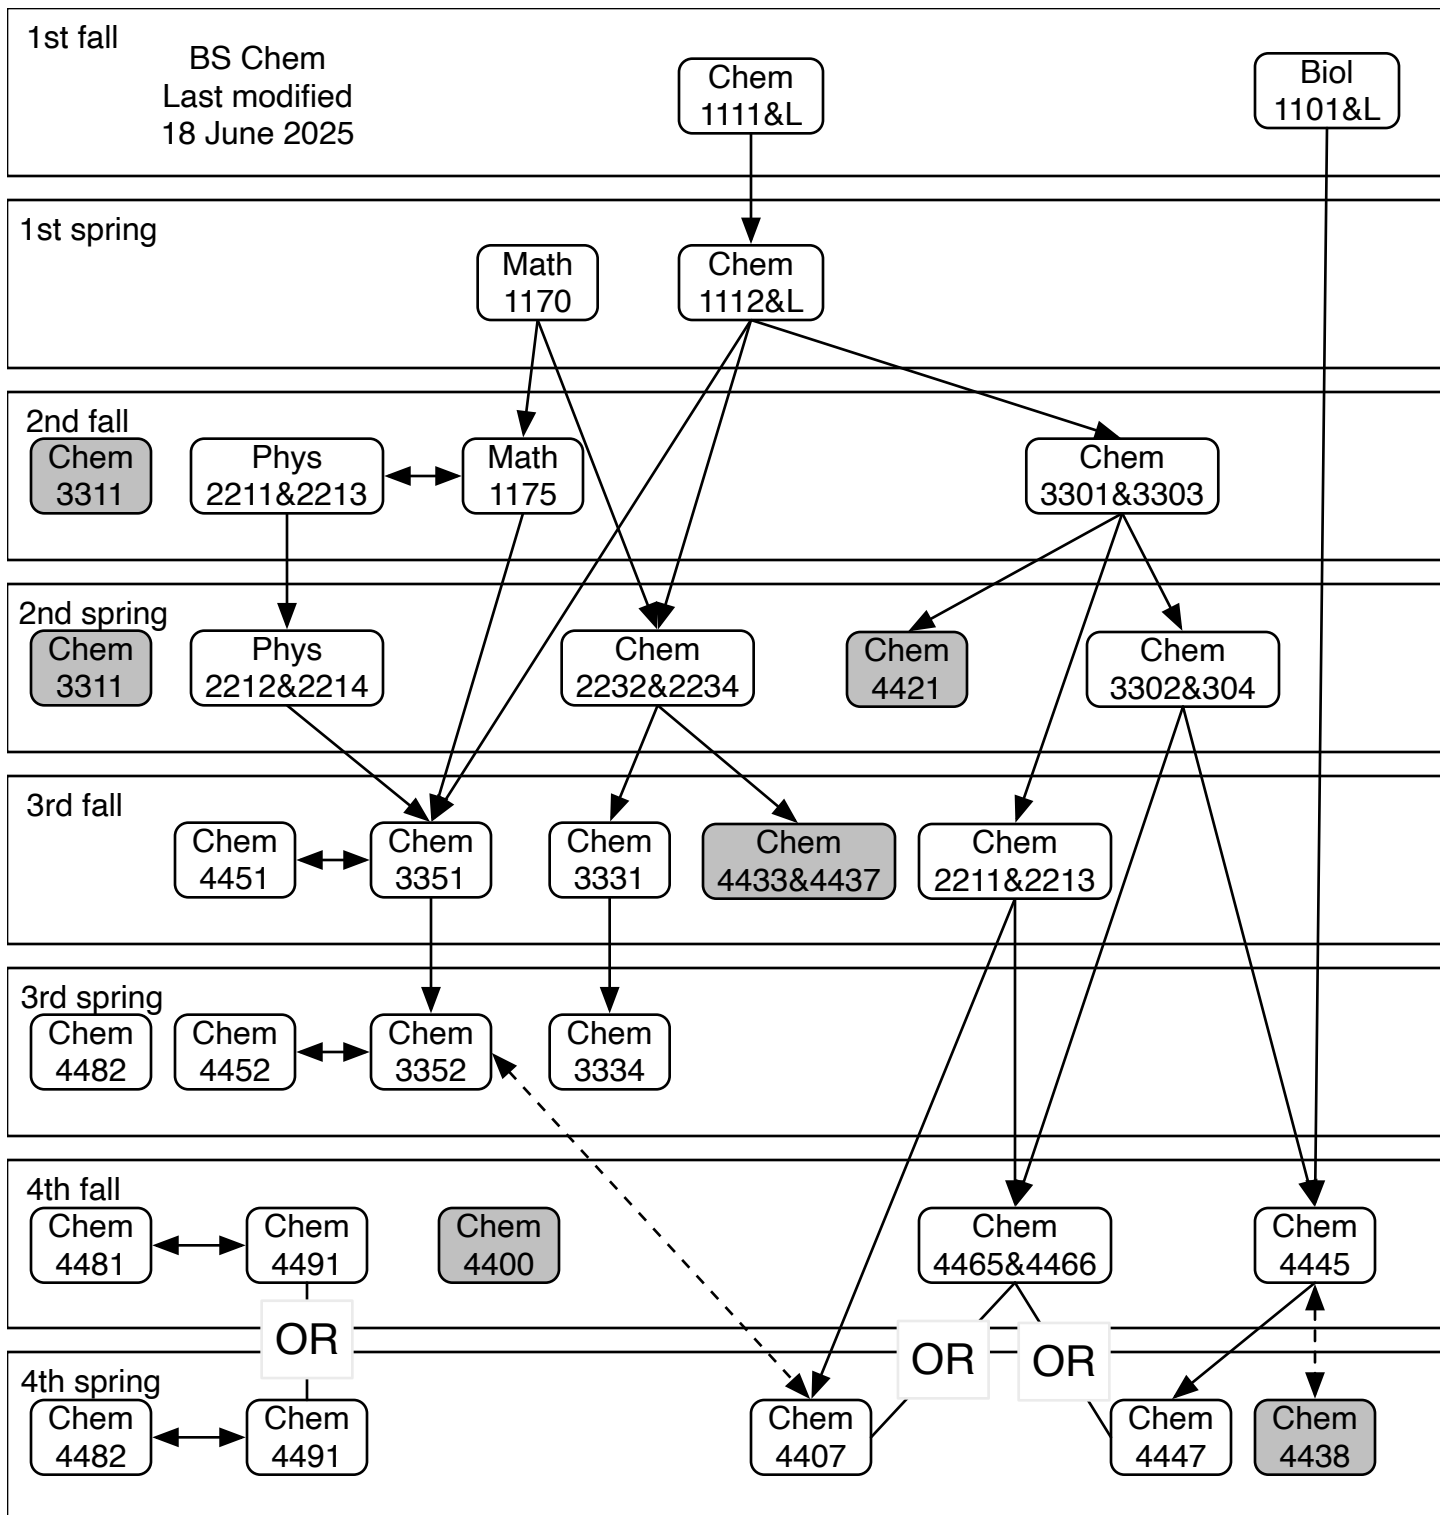 1st fall
BS Chem
Last modified
18 June 2025
Chem
1111&L
Biol
1101&L
1st spring
Math
1170
Chem
1112&L
2nd fall
Chem
3311
Phys
2211&2213
Math
1175
Chem
3301&3303
2nd spring
Chem
3311
Phys
2212&2214
Chem
2232&2234
Chem
4421
Chem
3302&304
3rd fall
Chem
4451
Chem
3351
Chem
3331
Chem
4433&4437
Chem
2211&2213
3rd spring
Chem
4482
Chem
4452
Chem
3352
Chem
3334
4th fall
Chem
4481
Chem
4491
Chem
4400
Chem
4465&4466
Chem
4445
OR
OR
OR
4th spring
Chem
4482
Chem
4491
Chem
4407
Chem
4447
Chem
4438